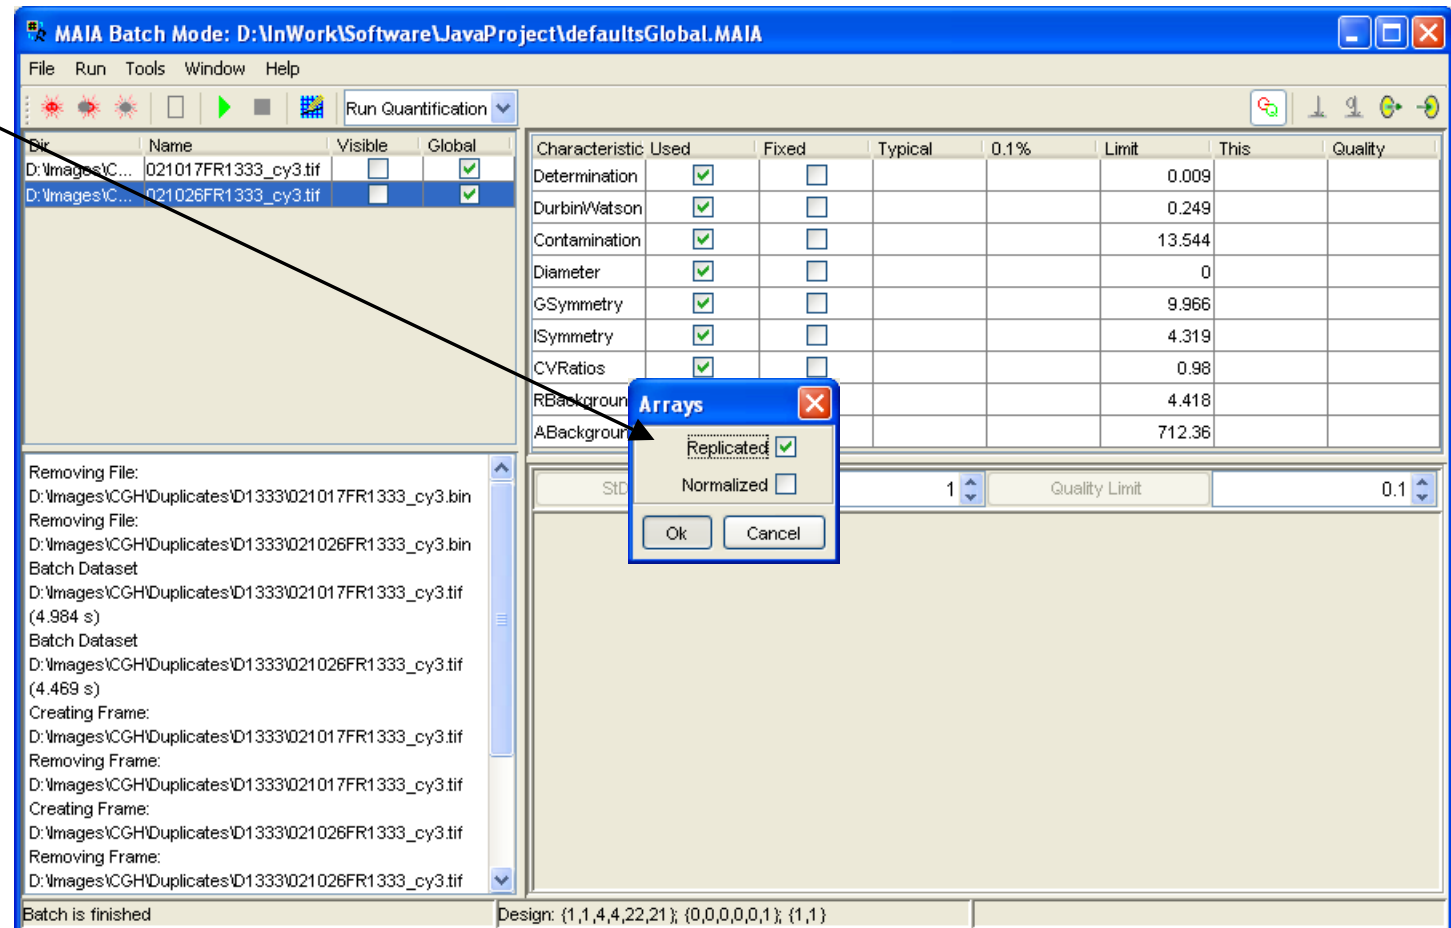 MAIA Batch Mode: D:\InWork\Software\JavaProject\defaultsGlobal.MAIA
File Run Tools Window Help
Run Quantification
Dir Name Visible Global
D:\Images\C... 021017FR1333_cy3.tif
D:\Images\C... 021026FR1333_cy3.tif
Characteristic Used Fixed Typical 0.1% Limit This Quality
Determination 0.009
DurbinWatson 0.249
Contamination 13.544
Diameter 0
GSymmetry 9.966
ISymmetry 4.319
CVRatios 0.98
RBackgroun 4.418
ABackgroun 712.36
Arrays
Replicated
Normalized
Ok Cancel
StD 1 Quality Limit 0.1
Removing File:
D:\Images\CGH\Duplicates\D1333\021017FR1333_cy3.bin
Removing File:
D:\Images\CGH\Duplicates\D1333\021026FR1333_cy3.bin
Batch Dataset
D:\Images\CGH\Duplicates\D1333\021017FR1333_cy3.tif
(4.984 s)
Batch Dataset
D:\Images\CGH\Duplicates\D1333\021026FR1333_cy3.tif
(4.469 s)
Creating Frame:
D:\Images\CGH\Duplicates\D1333\021017FR1333_cy3.tif
Removing Frame:
D:\Images\CGH\Duplicates\D1333\021017FR1333_cy3.tif
Creating Frame:
D:\Images\CGH\Duplicates\D1333\021026FR1333_cy3.tif
Removing Frame:
D:\Images\CGH\Duplicates\D1333\021026FR1333_cy3.tif
Batch is finished
Design: {1,1,4,4,22,21}; {0,0,0,0,0,1}; {1,1}